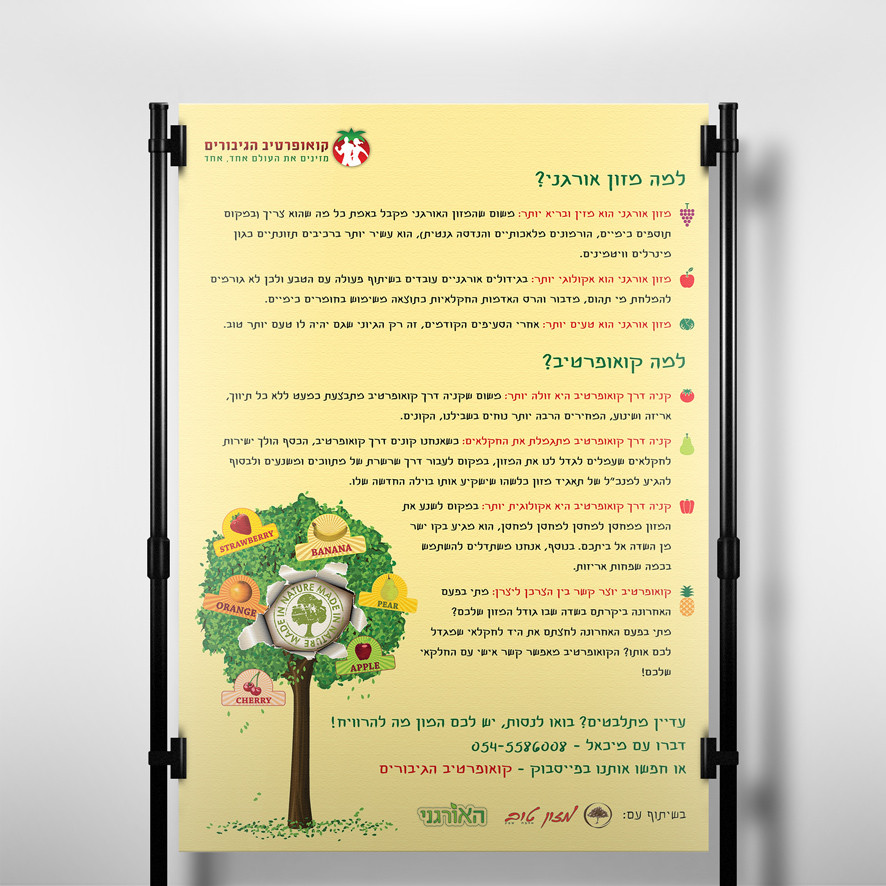 קואופרטיב הגיבורים
מזינים את העולם אחד, אחד
למה מזון אורגני?
מזון אורגני הוא מזין ובריא יותר: משום שהמזון האורגני מקבל באמת כל מה שהוא צריך (במקום
תוספים כימיים, הורמונים מלאכותיים והנדסה גנטית), הוא עשיר יותר ברכיבים תזונתיים כגון
מינרלים וויטמינים.
מזון אורגני הוא אקולוגי יותר: בגידולים אורגניים עובדים בשיתוף פעולה עם הטבע ולכן לא גורמים
להמלחת מי תהום, מדבור והרס האדמות החקלאיות כתוצאה משימוש בחומרים כימיים.
מזון אורגני הוא טעים יותר: אחרי הסעיפים הקודמים, זה רק הגיוני שגם יהיה לו טעם יותר טוב.
למה קואופרטיב?
קניה דרך קואופרטיב היא זולה יותר: משום שקניה דרך קואופרטיב מתבצעת כמעט ללא כל תיווך,
אריזה ושינוע, המחירים הרבה יותר נוחים בשבילנו, הקונים.
קניה דרך קואופרטיב מתגמלת את החקלאים: כשאנחנו קונים דרך קואופרטיב, הכסף הולך ישירות
לחקלאים שעמלים לגדל לנו את המזון, במקום לעבור דרך שרשרת של מתווכים ומשנעים ולבסוף
להגיע למנכ"ל של תאגיד מזון כלשהו שישקיע אותו בוילה החדשה שלו.
קניה דרך קואופרטיב היא אקולוגית יותר: במקום לשנע את
המזון ממחסן למחסן למחסן למחסן, הוא מגיע בקו ישר
מן השדה אל ביתכם. בנוסף, אנחנו משתדלים להשתמש
בכמה שפחות אריזות.
קואופרטיב יוצר קשר בין הצרכן ליצרן: מתי בפעם
האחרונה ביקרתם בשדה שבו גודל המזון שלכם?
מתי בפעם האחרונה לחצתם את היד לחקלאי שמגדל
לכם אותו? הקואופרטיב מאפשר קשר אישי עם החלקאי
שלכם!
STRAWBERRY
BANANA
ORANGE
PEAR
MADE IN NATURE MADE IN NATURE
APPLE
CHERRY
עדיין מתלבטים? בואו לנסות, יש לכם המון מה להרוויח!
דברו עם מיכאל - 054-5586008
או חפשו אותנו בפייסבוק - קואופרטיב הגיבורים
בשיתוף עם:
מזון טוב
האורגני